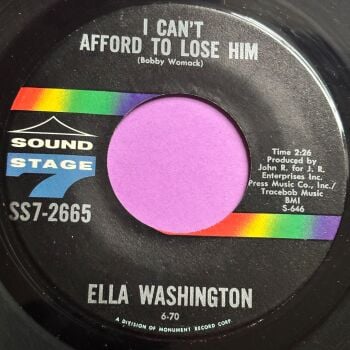 I CAN'T
AFFORD TO LOSE HIM
(Bobby Womack)
SOUND
STAGE
7
SS7-2665
Time 2:26
Produced by
John R. for J. R.
Enterprises Inc.
Press Music Co., Inc./
Tracebob Music
BMI
S-646
ELLA WASHINGTON
6-70
A DIVISION OF MONUMENT RECORD CORP.